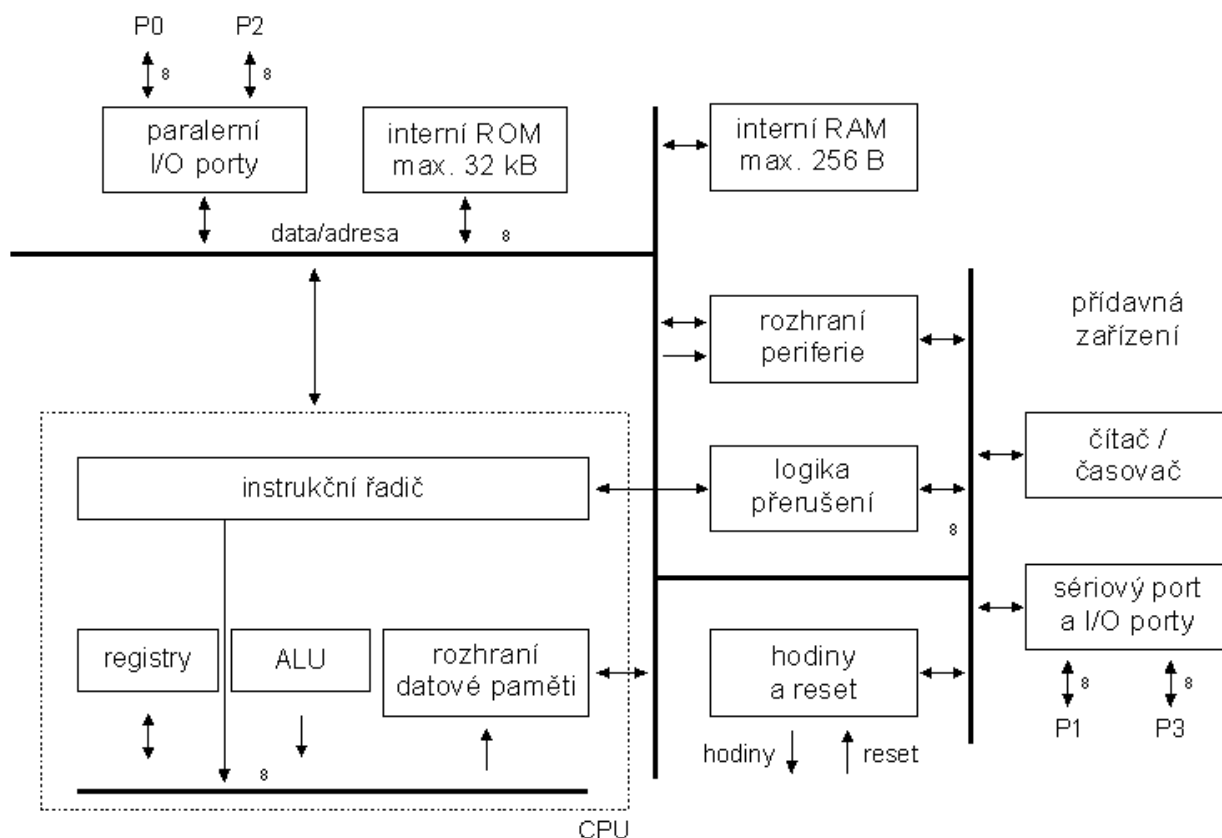 P0
P2
8
8
paralerní
I/O porty
interní ROM
max. 32 kB
interní RAM
max. 256 B
data/adresa
8
rozhraní
periferie
přídavná
zařízení
čítač /
časovač
instrukční řadič
logika
přerušení
8
sériový port
a I/O porty
registry
ALU
rozhraní
datové paměti
hodiny
a reset
8
8
P1
P3
hodiny
reset
8
CPU